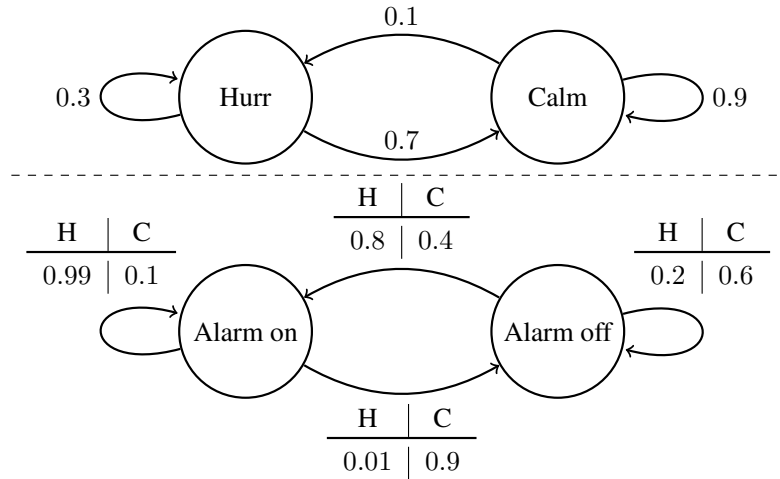 0.1
0.3 Hurr Calm 0.9
0.7
H C
0.8 0.4
H C
0.99 0.1
H C
0.2 0.6
Alarm on Alarm off
H C
0.01 0.9